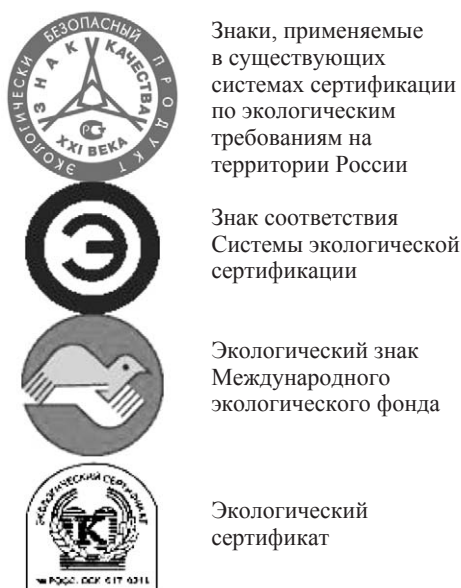 ЭКОЛОГИЧЕСКИ БЕЗОПАСНЫЙ ПРОДУКТ
ЗНАК КАЧЕСТВА
XXI ВЕКА
Знаки, применяемые
в существующих
системах сертификации
по экологическим
требованиям на
территории России
Э
Знак соответствия
Системы экологической
сертификации
Экологический знак
Международного
экологического фонда
ЭКОЛОГИЧЕСКИЙ СЕРТИФИКАТ
К
Экологический
сертификат